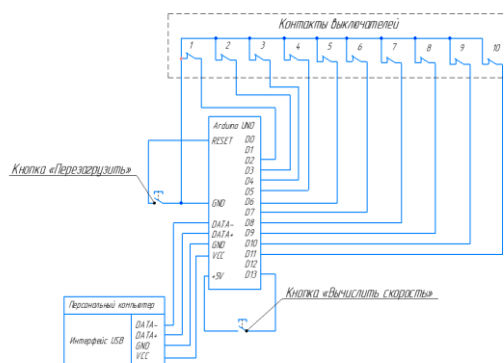 Контакты выключателей
1 2 3 4 5 6 7 8 9 10
Arduino UNO
RESET
GND
DATA-
DATA+
GND
VCC
+5V
D0
D1
D2
D3
D4
D5
D6
D7
D8
D9
D10
D11
D12
D13
Кнопка «Перезагрузить»
Кнопка «Вычислить скорость»
Персональный компьютер
Интерфейс USB
DATA-
DATA+
GND
VCC